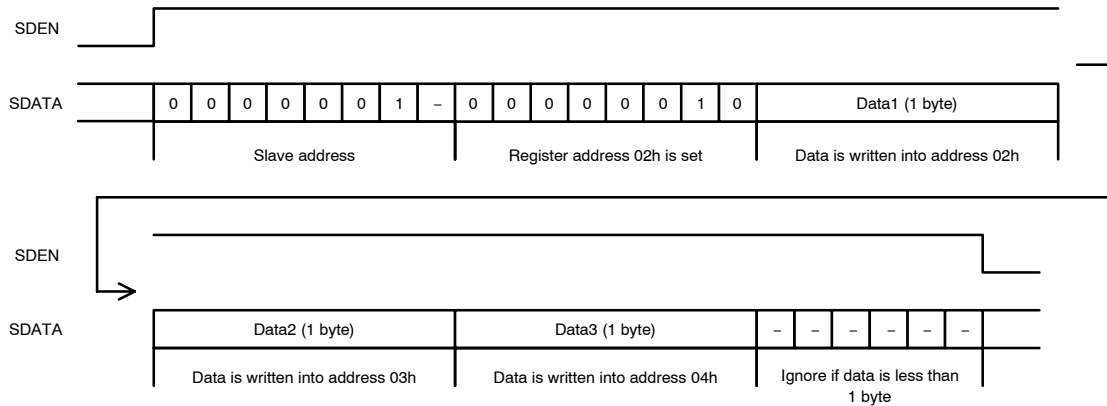 SDEN
SDATA 0 0 0 0 0 0 1 – 0 0 0 0 0 0 1 0 Data1 (1 byte)
Slave address Register address 02h is set Data is written into address 02h
SDEN
SDATA Data2 (1 byte) Data3 (1 byte) – – – – – –
Data is written into address 03h Data is written into address 04h Ignore if data is less than
1 byte